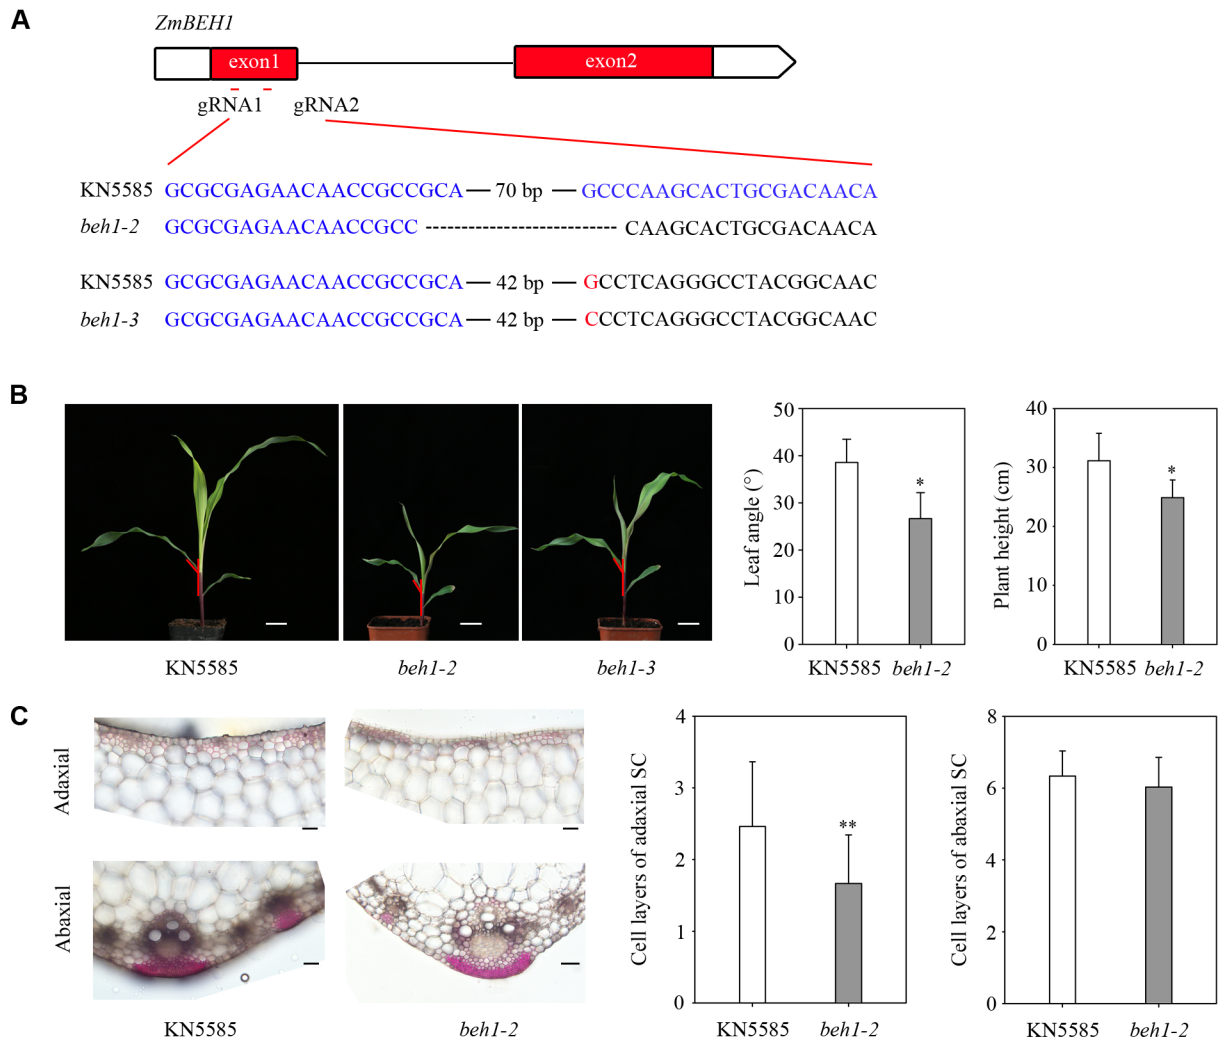 A
ZmBEH1
exon1 exon2
gRNA1 gRNA2
KN5585 GCGCGAGAACAACCGCCGCA — 70 bp — GCCCAAGCACTGCGACAACA
beh1-2 GCGCGAGAACAACCGCC -------------------------- CAAGCACTGCGACAACA
KN5585 GCGCGAGAACAACCGCCGCA — 42 bp — GCCTCAGGGCCTACGGCAAC
beh1-3 GCGCGAGAACAACCGCCGCA — 42 bp — CCCTCAGGGCCTACGGCAAC
B
KN5585 beh1-2 beh1-3
Leaf angle (°)
50
40
30
20
10
0
*
KN5585 beh1-2
Plant height (cm)
40
30
20
10
0
*
KN5585 beh1-2
C
Adaxial
Abaxial
KN5585 beh1-2
Cell layers of adaxial SC
4
3
2
1
0
**
KN5585 beh1-2
Cell layers of abaxial SC
8
6
4
2
0
KN5585 beh1-2